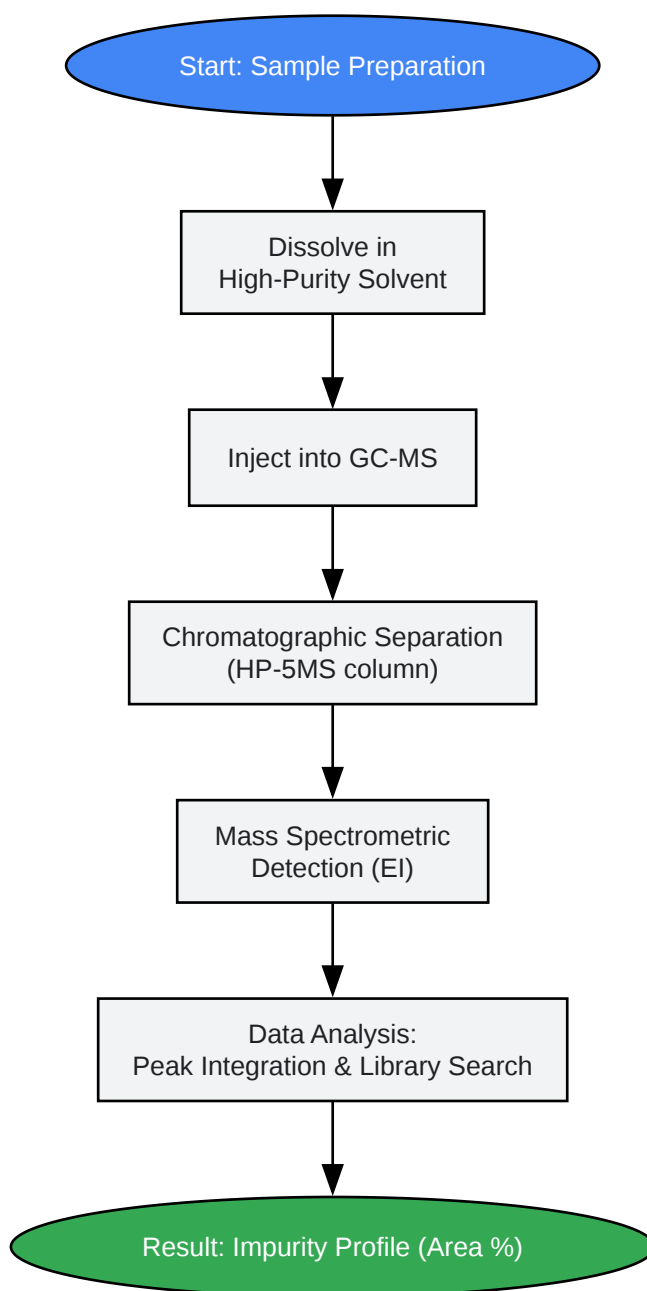 Start: Sample Preparation
Dissolve in
High-Purity Solvent
Inject into GC-MS
Chromatographic Separation
(HP-5MS column)
Mass Spectrometric
Detection (EI)
Data Analysis:
Peak Integration & Library Search
Result: Impurity Profile (Area %)